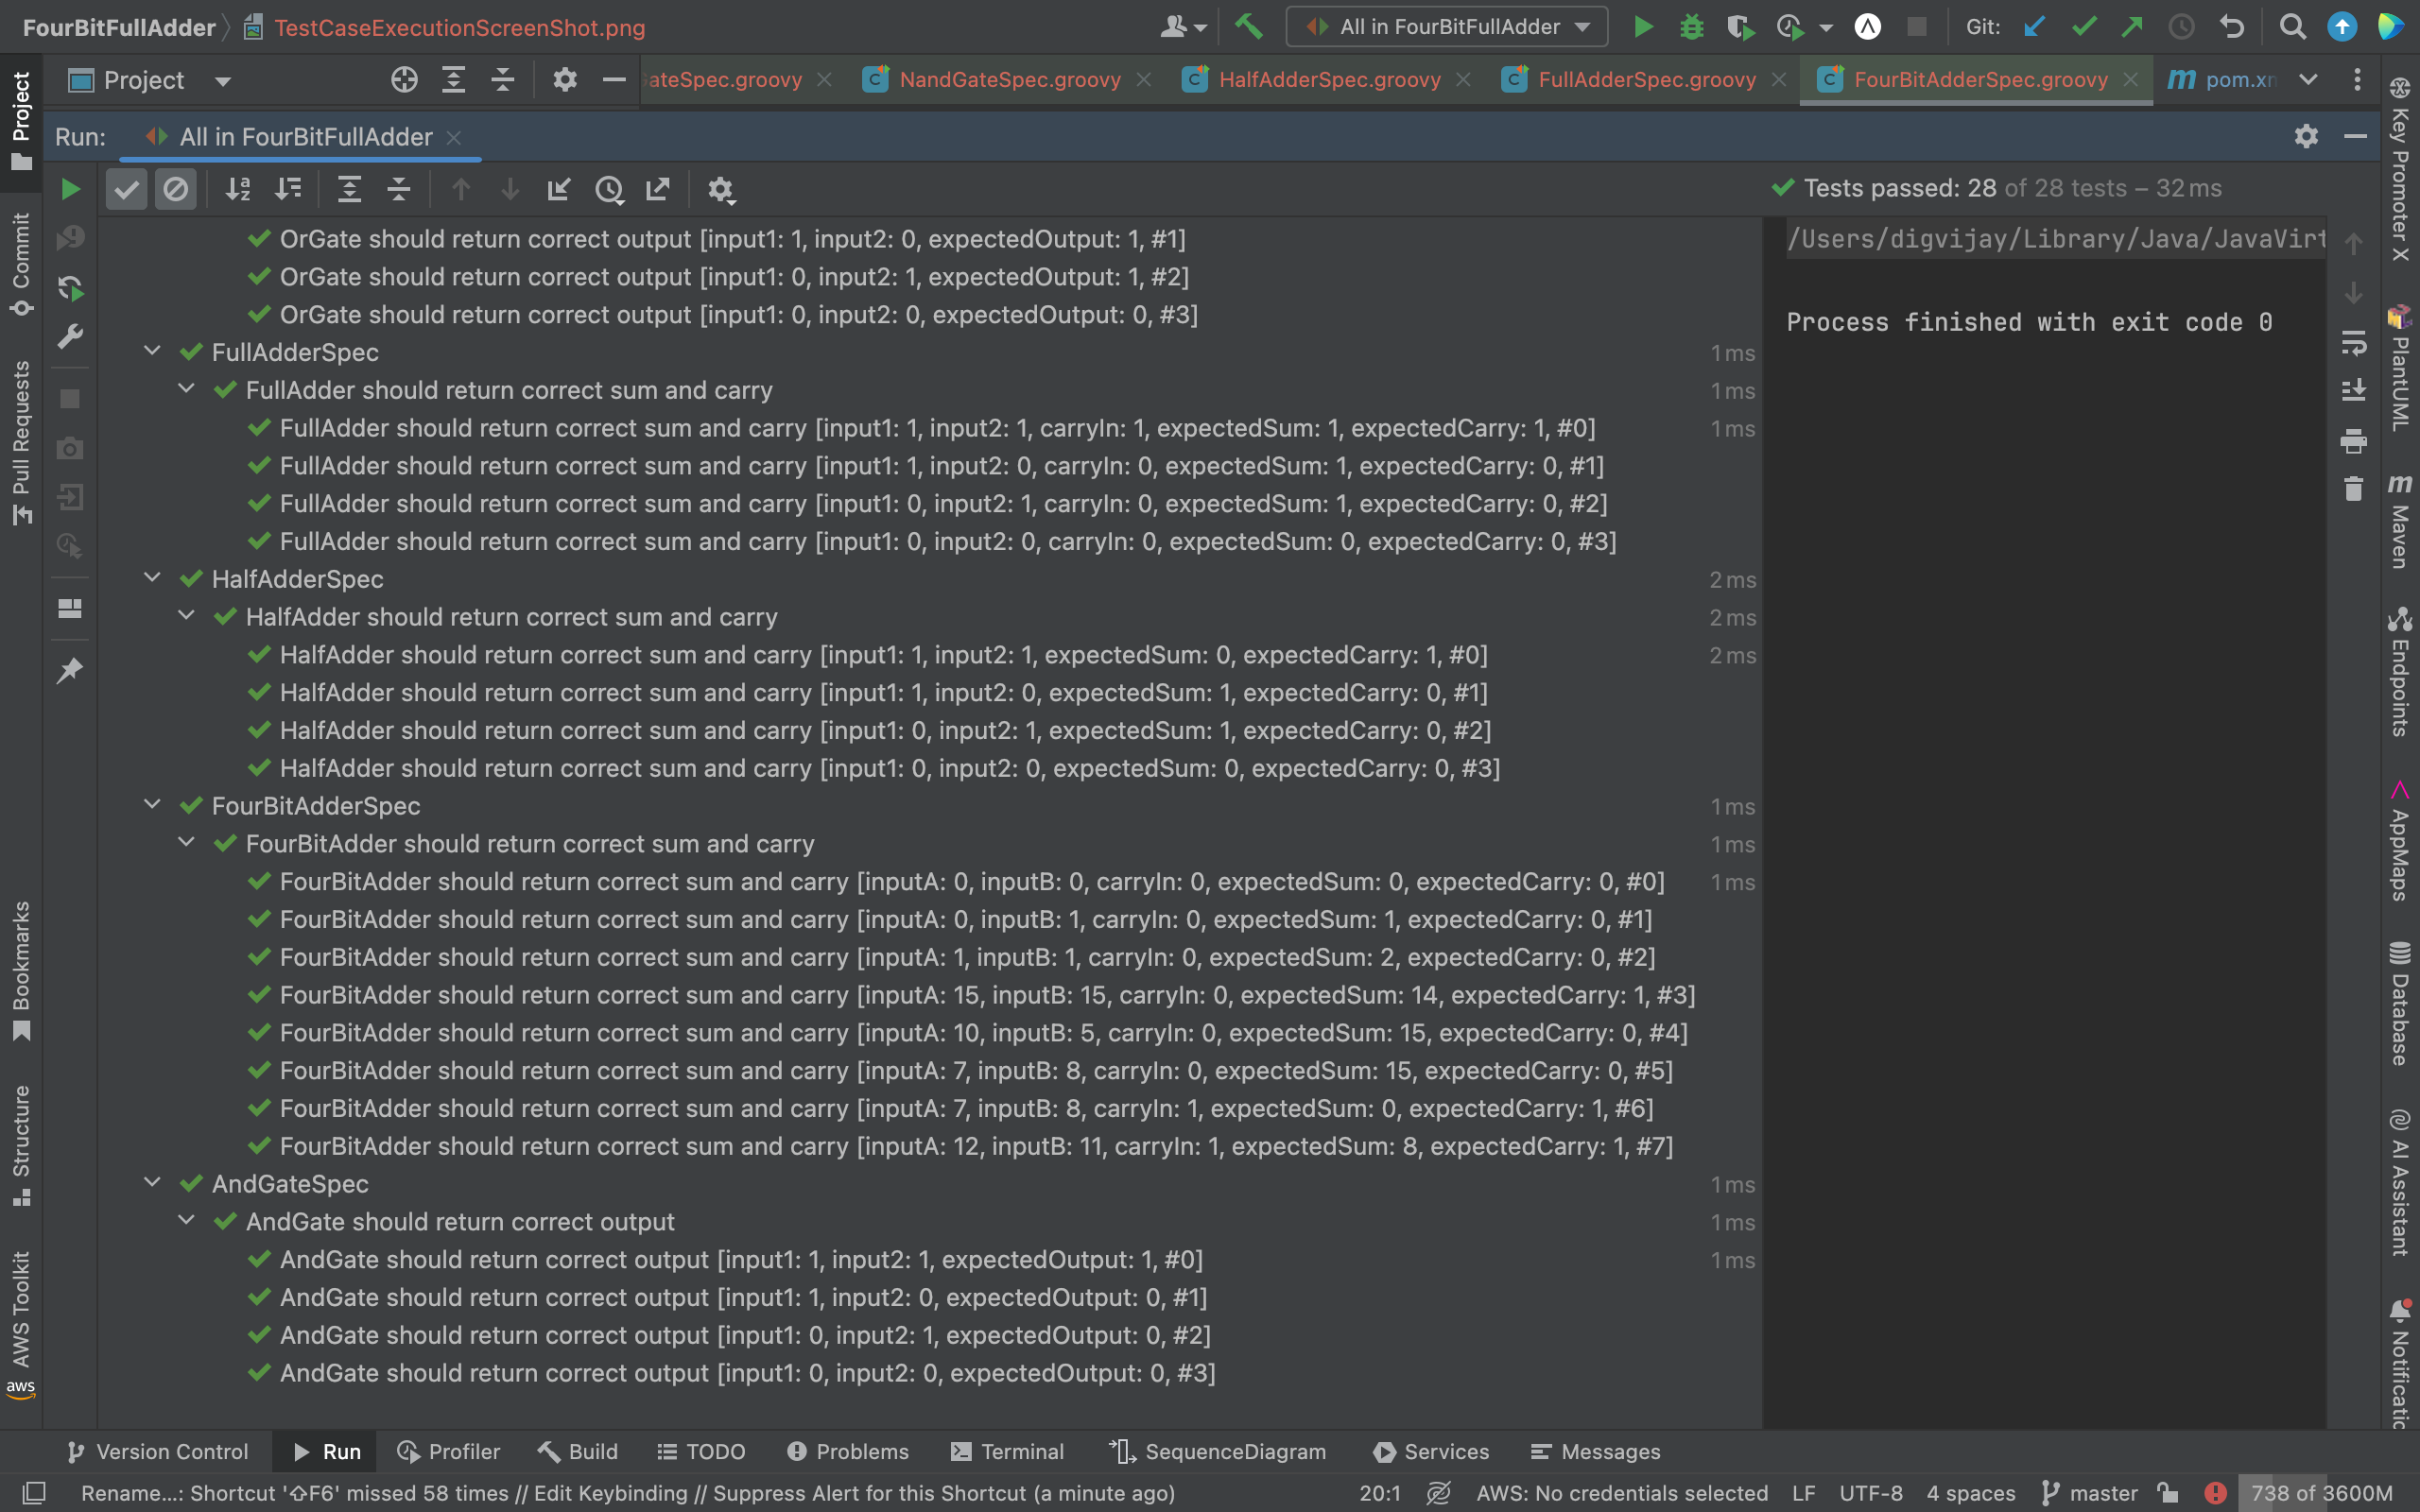 FourBitFullAdder TestCaseExecutionScreenShot.png All in FourBitFullAdder Git:
Project
GateSpec.groovy NandGateSpec.groovy HalfAdderSpec.groovy FullAdderSpec.groovy FourBitAdderSpec.groovy m pom.xm
Run: All in FourBitFullAdder
Tests passed: 28 of 28 tests – 32 ms
OrGate should return correct output [input1: 1, input2: 0, expectedOutput: 1, #1]
OrGate should return correct output [input1: 0, input2: 1, expectedOutput: 1, #2]
OrGate should return correct output [input1: 0, input2: 0, expectedOutput: 0, #3]
FullAdderSpec 1 ms
FullAdder should return correct sum and carry 1 ms
FullAdder should return correct sum and carry [input1: 1, input2: 1, carryIn: 1, expectedSum: 1, expectedCarry: 1, #0] 1 ms
FullAdder should return correct sum and carry [input1: 1, input2: 0, carryIn: 0, expectedSum: 1, expectedCarry: 0, #1]
FullAdder should return correct sum and carry [input1: 0, input2: 1, carryIn: 0, expectedSum: 1, expectedCarry: 0, #2]
FullAdder should return correct sum and carry [input1: 0, input2: 0, carryIn: 0, expectedSum: 0, expectedCarry: 0, #3]
HalfAdderSpec 2 ms
HalfAdder should return correct sum and carry 2 ms
HalfAdder should return correct sum and carry [input1: 1, input2: 1, expectedSum: 0, expectedCarry: 1, #0] 2 ms
HalfAdder should return correct sum and carry [input1: 1, input2: 0, expectedSum: 1, expectedCarry: 0, #1]
HalfAdder should return correct sum and carry [input1: 0, input2: 1, expectedSum: 1, expectedCarry: 0, #2]
HalfAdder should return correct sum and carry [input1: 0, input2: 0, expectedSum: 0, expectedCarry: 0, #3]
FourBitAdderSpec 1 ms
FourBitAdder should return correct sum and carry 1 ms
FourBitAdder should return correct sum and carry [inputA: 0, inputB: 0, carryIn: 0, expectedSum: 0, expectedCarry: 0, #0] 1 ms
FourBitAdder should return correct sum and carry [inputA: 0, inputB: 1, carryIn: 0, expectedSum: 1, expectedCarry: 0, #1]
FourBitAdder should return correct sum and carry [inputA: 1, inputB: 1, carryIn: 0, expectedSum: 2, expectedCarry: 0, #2]
FourBitAdder should return correct sum and carry [inputA: 15, inputB: 15, carryIn: 0, expectedSum: 14, expectedCarry: 1, #3]
FourBitAdder should return correct sum and carry [inputA: 10, inputB: 5, carryIn: 0, expectedSum: 15, expectedCarry: 0, #4]
FourBitAdder should return correct sum and carry [inputA: 7, inputB: 8, carryIn: 0, expectedSum: 15, expectedCarry: 0, #5]
FourBitAdder should return correct sum and carry [inputA: 7, inputB: 8, carryIn: 1, expectedSum: 0, expectedCarry: 1, #6]
FourBitAdder should return correct sum and carry [inputA: 12, inputB: 11, carryIn: 1, expectedSum: 8, expectedCarry: 1, #7]
AndGateSpec 1 ms
AndGate should return correct output 1 ms
AndGate should return correct output [input1: 1, input2: 1, expectedOutput: 1, #0] 1 ms
AndGate should return correct output [input1: 1, input2: 0, expectedOutput: 0, #1]
AndGate should return correct output [input1: 0, input2: 1, expectedOutput: 0, #2]
AndGate should return correct output [input1: 0, input2: 0, expectedOutput: 0, #3]
/Users/digvijay/Library/Java/JavaVirt
Process finished with exit code 0
Project
Commit
Pull Requests
Bookmarks
Structure
AWS Toolkit
aws
Key Promoter X
PlantUML
m
Maven
Endpoints
AppMaps
Database
AI Assistant
Notificatio
Version Control Run Profiler Build TODO Problems Terminal SequenceDiagram Services Messages
Rename...: Shortcut '⇧F6' missed 58 times // Edit Keybinding // Suppress Alert for this Shortcut (a minute ago) 20:1 AWS: No credentials selected LF UTF-8 4 spaces master 738 of 3600M